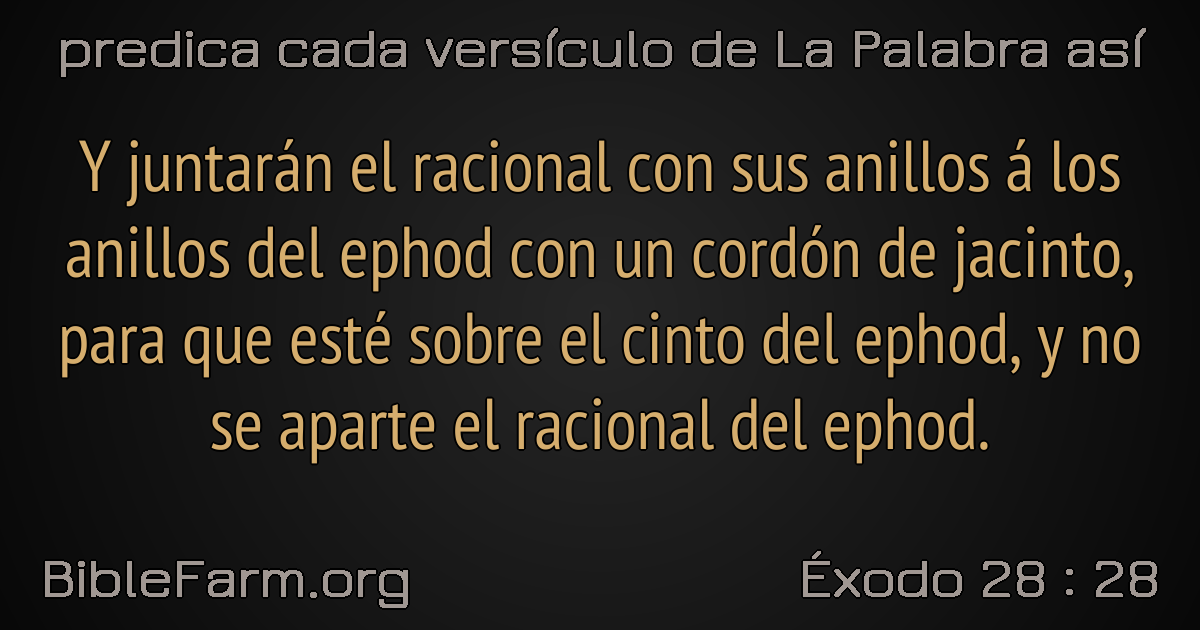 predica cada versículo de La Palabra así
Y juntarán el racional con sus anillos á los
anillos del ephod con un cordón de jacinto,
para que esté sobre el cinto del ephod, y no
se aparte el racional del ephod.
BibleFarm.org
Éxodo 28 : 28